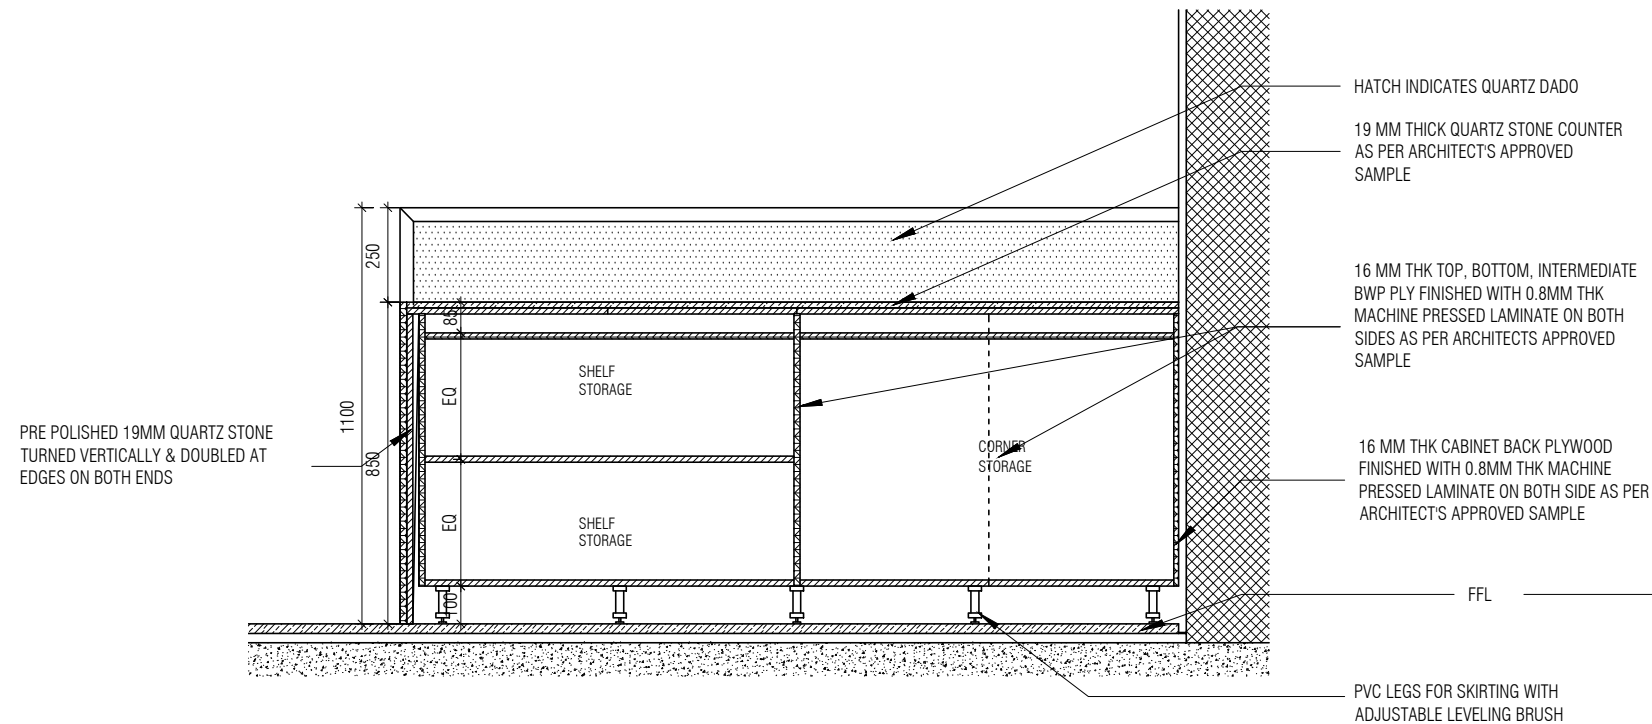 HATCH INDICATES QUARTZ DADO
19 MM THICK QUARTZ STONE COUNTER
AS PER ARCHITECT'S APPROVED
SAMPLE
250
85
16 MM THK TOP, BOTTOM, INTERMEDIATE
BWP PLY FINISHED WITH 0.8MM THK
MACHINE PRESSED LAMINATE ON BOTH
SIDES AS PER ARCHITECTS APPROVED
SAMPLE
SHELF
STORAGE
EQ
1100
PRE POLISHED 19MM QUARTZ STONE
TURNED VERTICALLY & DOUBLED AT
EDGES ON BOTH ENDS
850
CORNER
STORAGE
16 MM THK CABINET BACK PLYWOOD
FINISHED WITH 0.8MM THK MACHINE
PRESSED LAMINATE ON BOTH SIDE AS PER
ARCHITECT'S APPROVED SAMPLE
EQ
SHELF
STORAGE
100
FFL
PVC LEGS FOR SKIRTING WITH
ADJUSTABLE LEVELING BRUSH